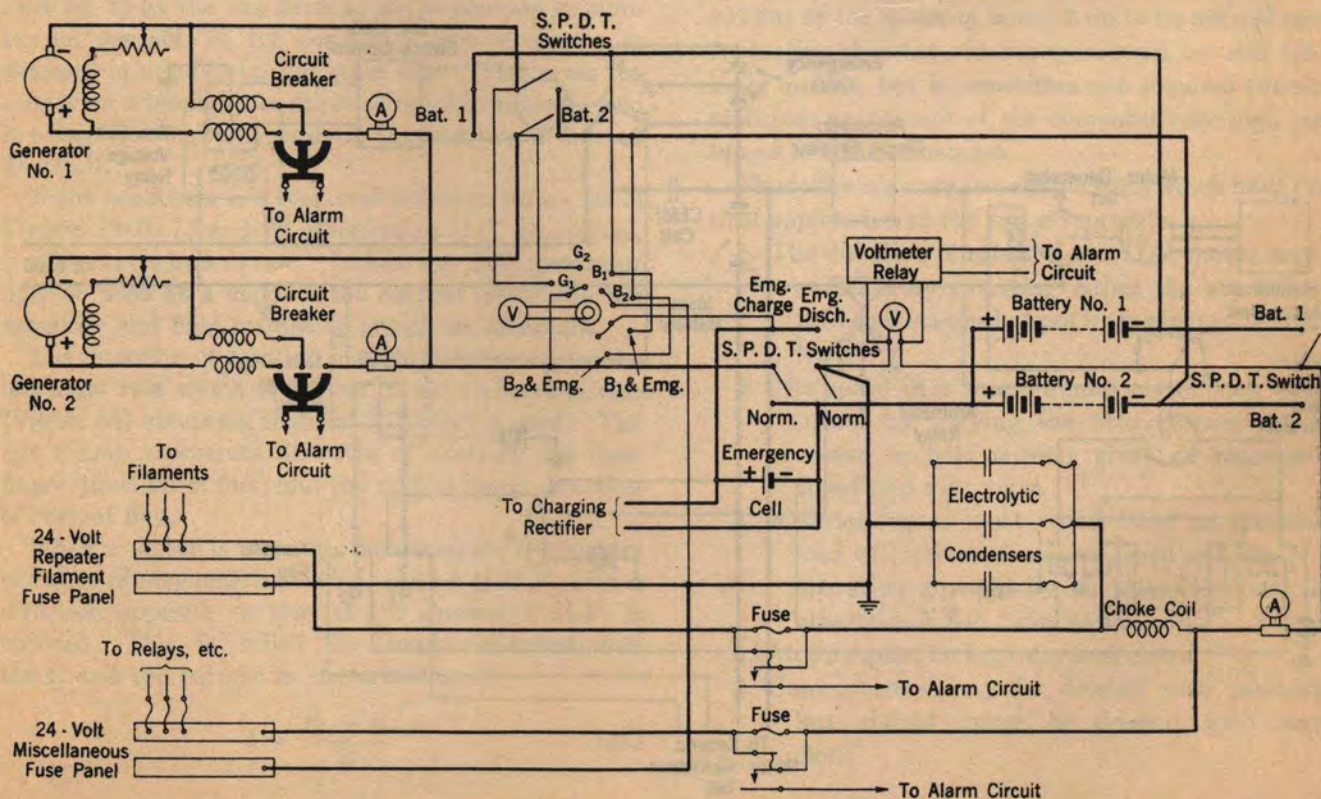 S. P. D. T.
Switches
Circuit
Breaker
A
Bat. 1
Bat. 2
-
+
Generator
No. 1
To Alarm
Circuit
G₂
G₁
B₁
B₂
V
Circuit
Breaker
A
-
+
B₂ & Emg.
B₁ & Emg.
Generator
No. 2
To Alarm
Circuit
Voltmeter
Relay
To Alarm
Circuit
V
Emg.
Charge
Emg.
Disch.
S. P. D. T. Switches
Norm.
Norm.
Battery No. 1
+ -
Bat. 1
Battery No. 2
+ -
S. P. D. T. Switch
Bat. 2
Emergency
+ -
Cell
To Charging
Rectifier
Electrolytic
Condensers
To
Filaments
24 - Volt
Repeater
Filament
Fuse Panel
Fuse
Choke Coil
A
To Alarm Circuit
To Relays, etc.
24 - Volt
Miscellaneous
Fuse Panel
Fuse
To Alarm Circuit